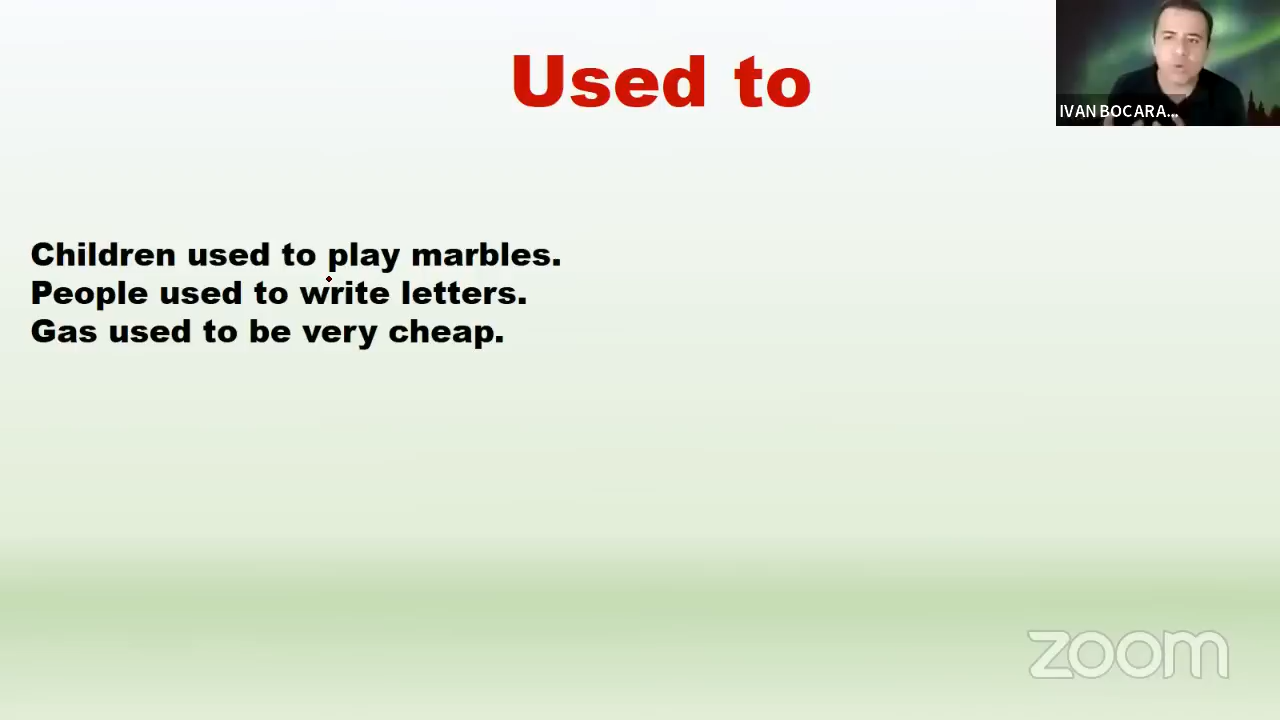 Used to
IVAN BOCARA...
Children used to play marbles.
People used to write letters.
Gas used to be very cheap.
zoom